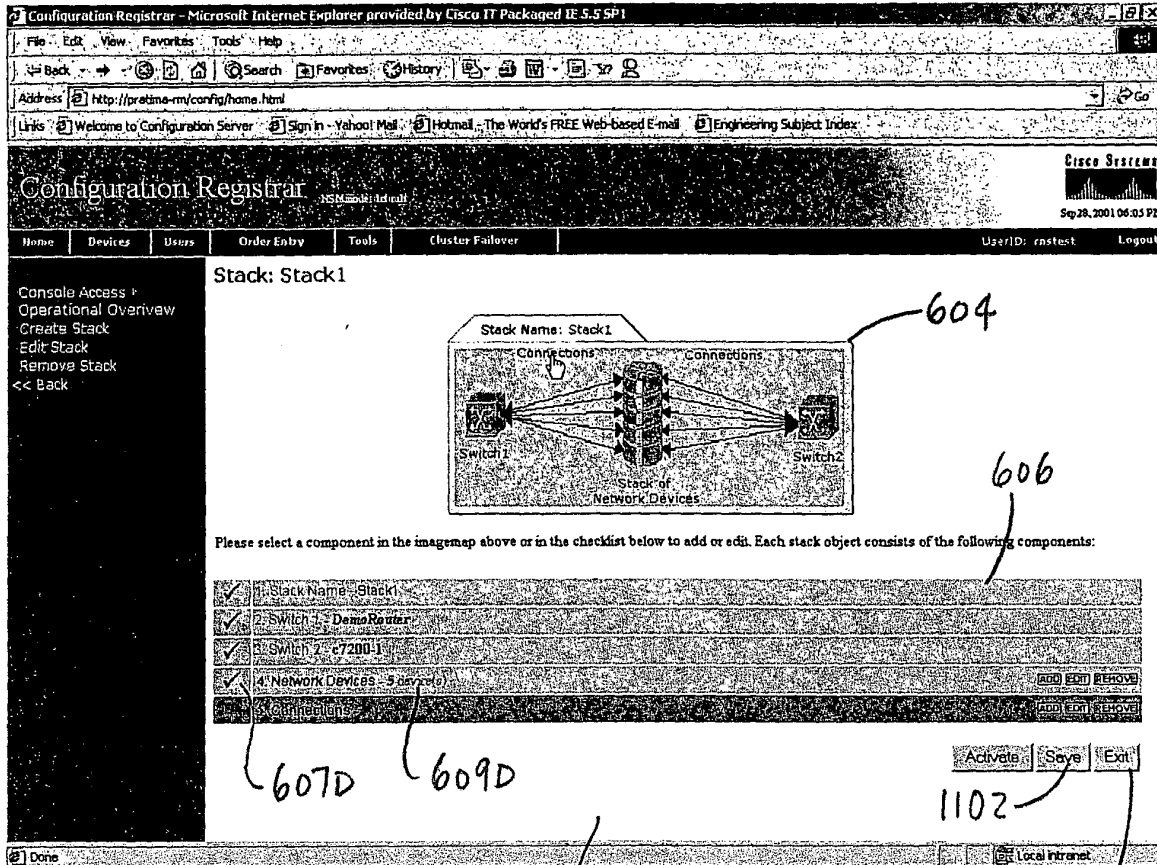 Configuration Registrar - Microsoft Internet Explorer provided by Cisco IT Packaged IE 5.5 SP1
File Edit View Favorites Tools Help
Back Search Favorites History
Address http://pratima-rm/config/home.html Go
Links Welcome to Configuration Server Sign in - Yahoo! Mail Hotmail - The World's FREE Web-based E-mail Engineering Subject Index
Cisco Systems
Configuration Registrar
Sep 28, 2001 06:05 P
Home Devices Users Order Entry Tools Cluster Failover UserID: Logout
Stack: Stack1
Console Access
Operational Overivew
Create Stack
Edit Stack
Remove Stack
<< Back
604
Stack Name: Stack1
Connections Connections
Switch1 Switch2
Stack of
Network Devices
606
Please select a component in the imagemap above or in the checklist below to add or edit. Each stack object consists of the following components:
1. Stack Name - Stack1
2. Switch 1 - DemoRouter
3. Switch 2 - c7200-1
4. Network Devices - 5 device(s) ADD EDIT REMOVE
5. Connections ADD EDIT REMOVE
Activate Save Exit
607D 609D 1102
Done Local intranet